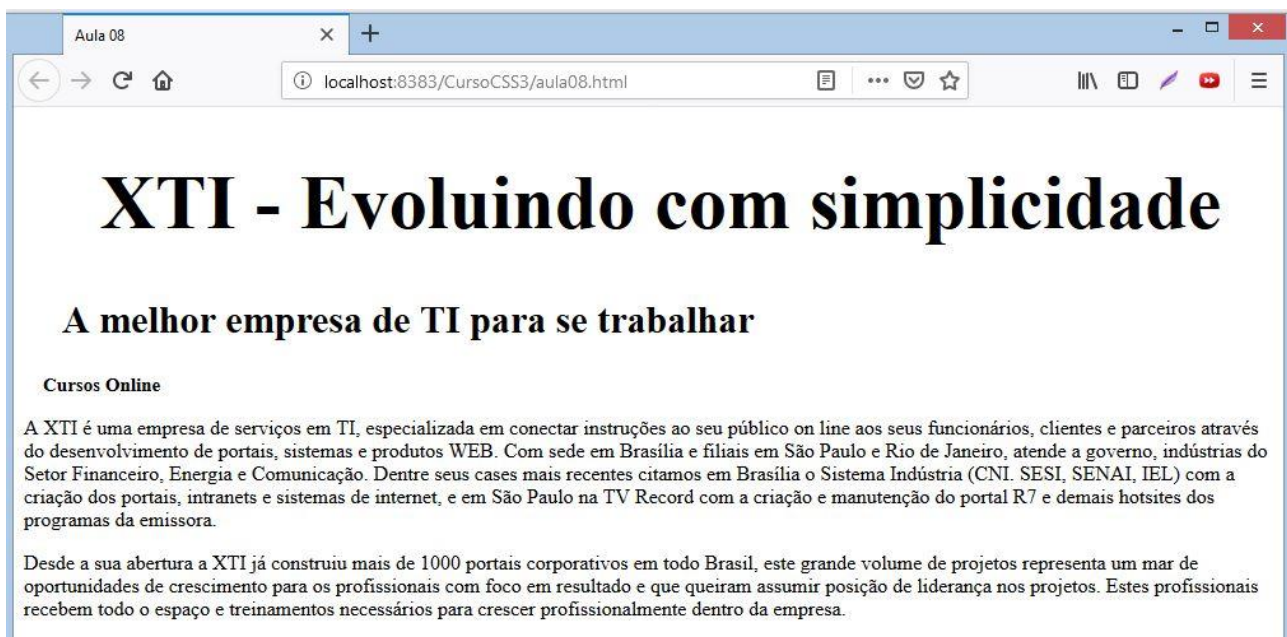 Aula 08
localhost:8383/CursoCSS3/aula08.html
XTI - Evoluindo com simplicidade
A melhor empresa de TI para se trabalhar
Cursos Online
A XTI é uma empresa de serviços em TI, especializada em conectar instruções ao seu público on line aos seus funcionários, clientes e parceiros através
do desenvolvimento de portais, sistemas e produtos WEB. Com sede em Brasília e filiais em São Paulo e Rio de Janeiro, atende a governo, indústrias do
Setor Financeiro, Energia e Comunicação. Dentre seus cases mais recentes citamos em Brasília o Sistema Indústria (CNI. SESI, SENAI, IEL) com a
criação dos portais, intranets e sistemas de internet, e em São Paulo na TV Record com a criação e manutenção do portal R7 e demais hotsites dos
programas da emissora.
Desde a sua abertura a XTI já construiu mais de 1000 portais corporativos em todo Brasil, este grande volume de projetos representa um mar de
oportunidades de crescimento para os profissionais com foco em resultado e que queiram assumir posição de liderança nos projetos. Estes profissionais
recebem todo o espaço e treinamentos necessários para crescer profissionalmente dentro da empresa.